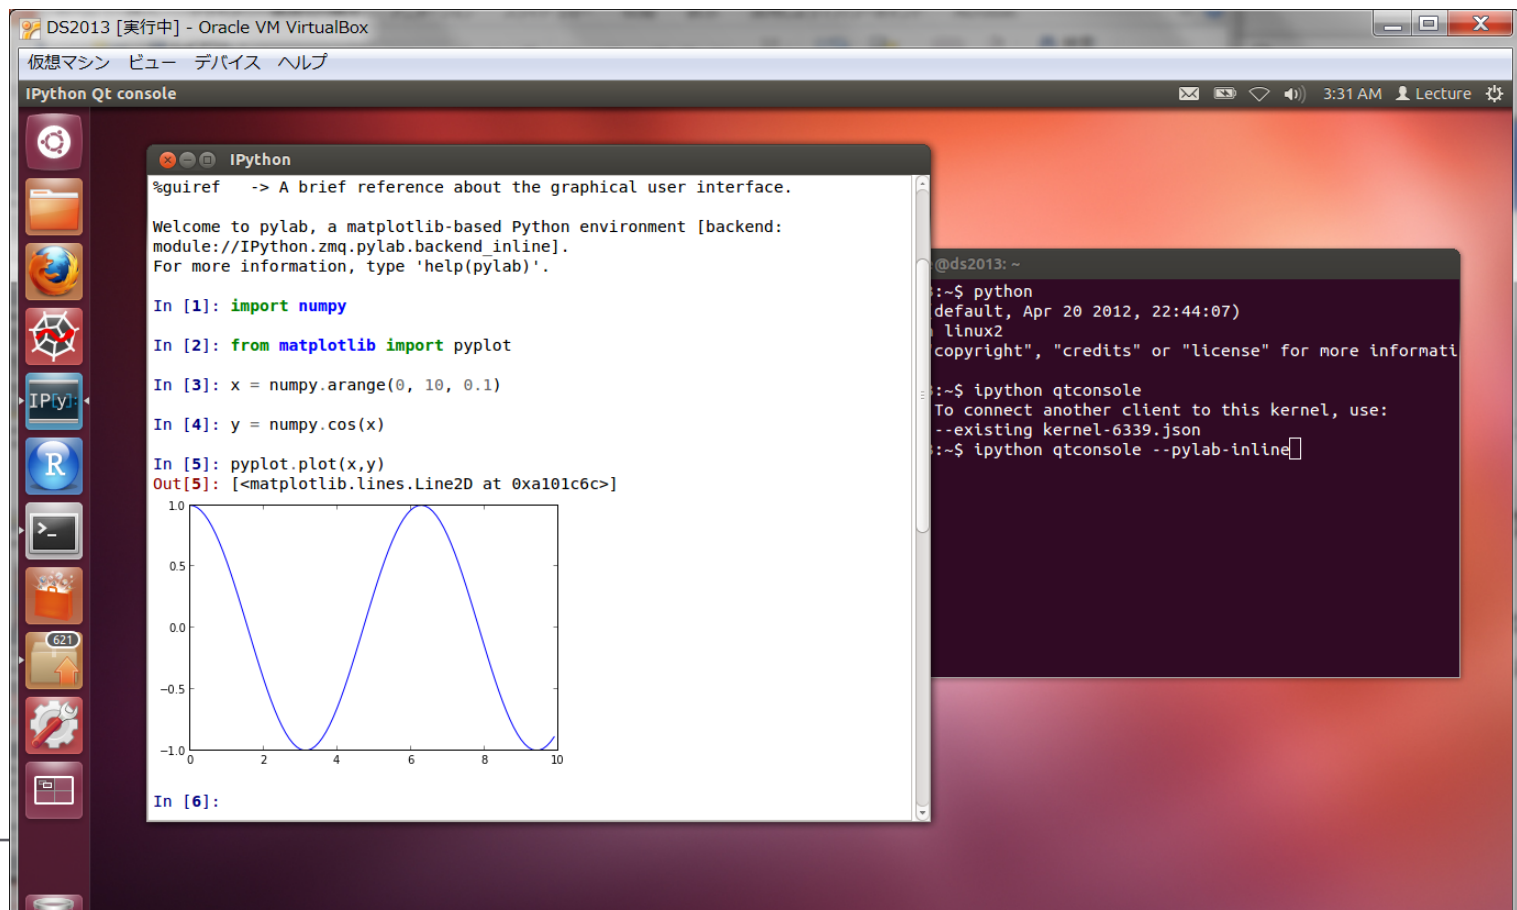 DS2013 [実行中] - Oracle VM VirtualBox
仮想マシン ビュー デバイス ヘルプ
IPython Qt console
3:31 AM Lecture
IPython
%guiref -> A brief reference about the graphical user interface.
Welcome to pylab, a matplotlib-based Python environment [backend:
module://IPython.zmq.pylab.backend_inline].
For more information, type 'help(pylab)'.
In [1]: import numpy
In [2]: from matplotlib import pyplot
In [3]: x = numpy.arange(0, 10, 0.1)
In [4]: y = numpy.cos(x)
In [5]: pyplot.plot(x,y)
Out[5]: [<matplotlib.lines.Line2D at 0xa101c6c>]
1.0
0.5
0.0
−0.5
−1.0
0 2 4 6 8 10
In [6]:
@ds2013: ~
:~$ python
default, Apr 20 2012, 22:44:07)
linux2
copyright", "credits" or "license" for more informati
:~$ ipython qtconsole
To connect another client to this kernel, use:
--existing kernel-6339.json
:~$ ipython qtconsole --pylab-inline
IP[y]:
R
>_
621